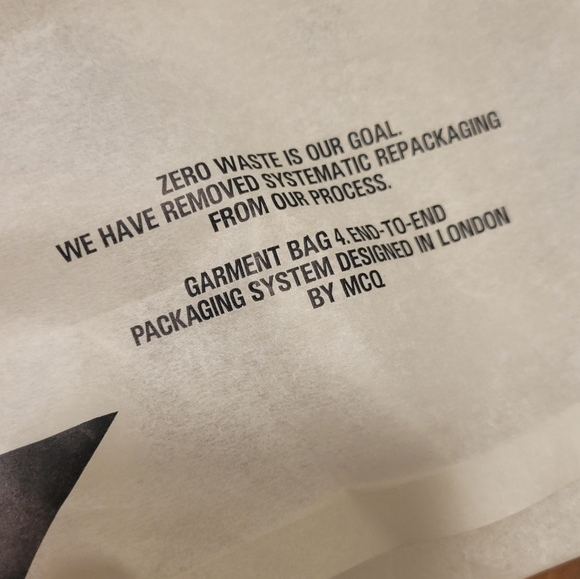 ZERO WASTE IS OUR GOAL.
WE HAVE REMOVED SYSTEMATIC REPACKAGING
FROM OUR PROCESS.
GARMENT BAG 4. END-TO-END
PACKAGING SYSTEM DESIGNED IN LONDON
BY MCQ